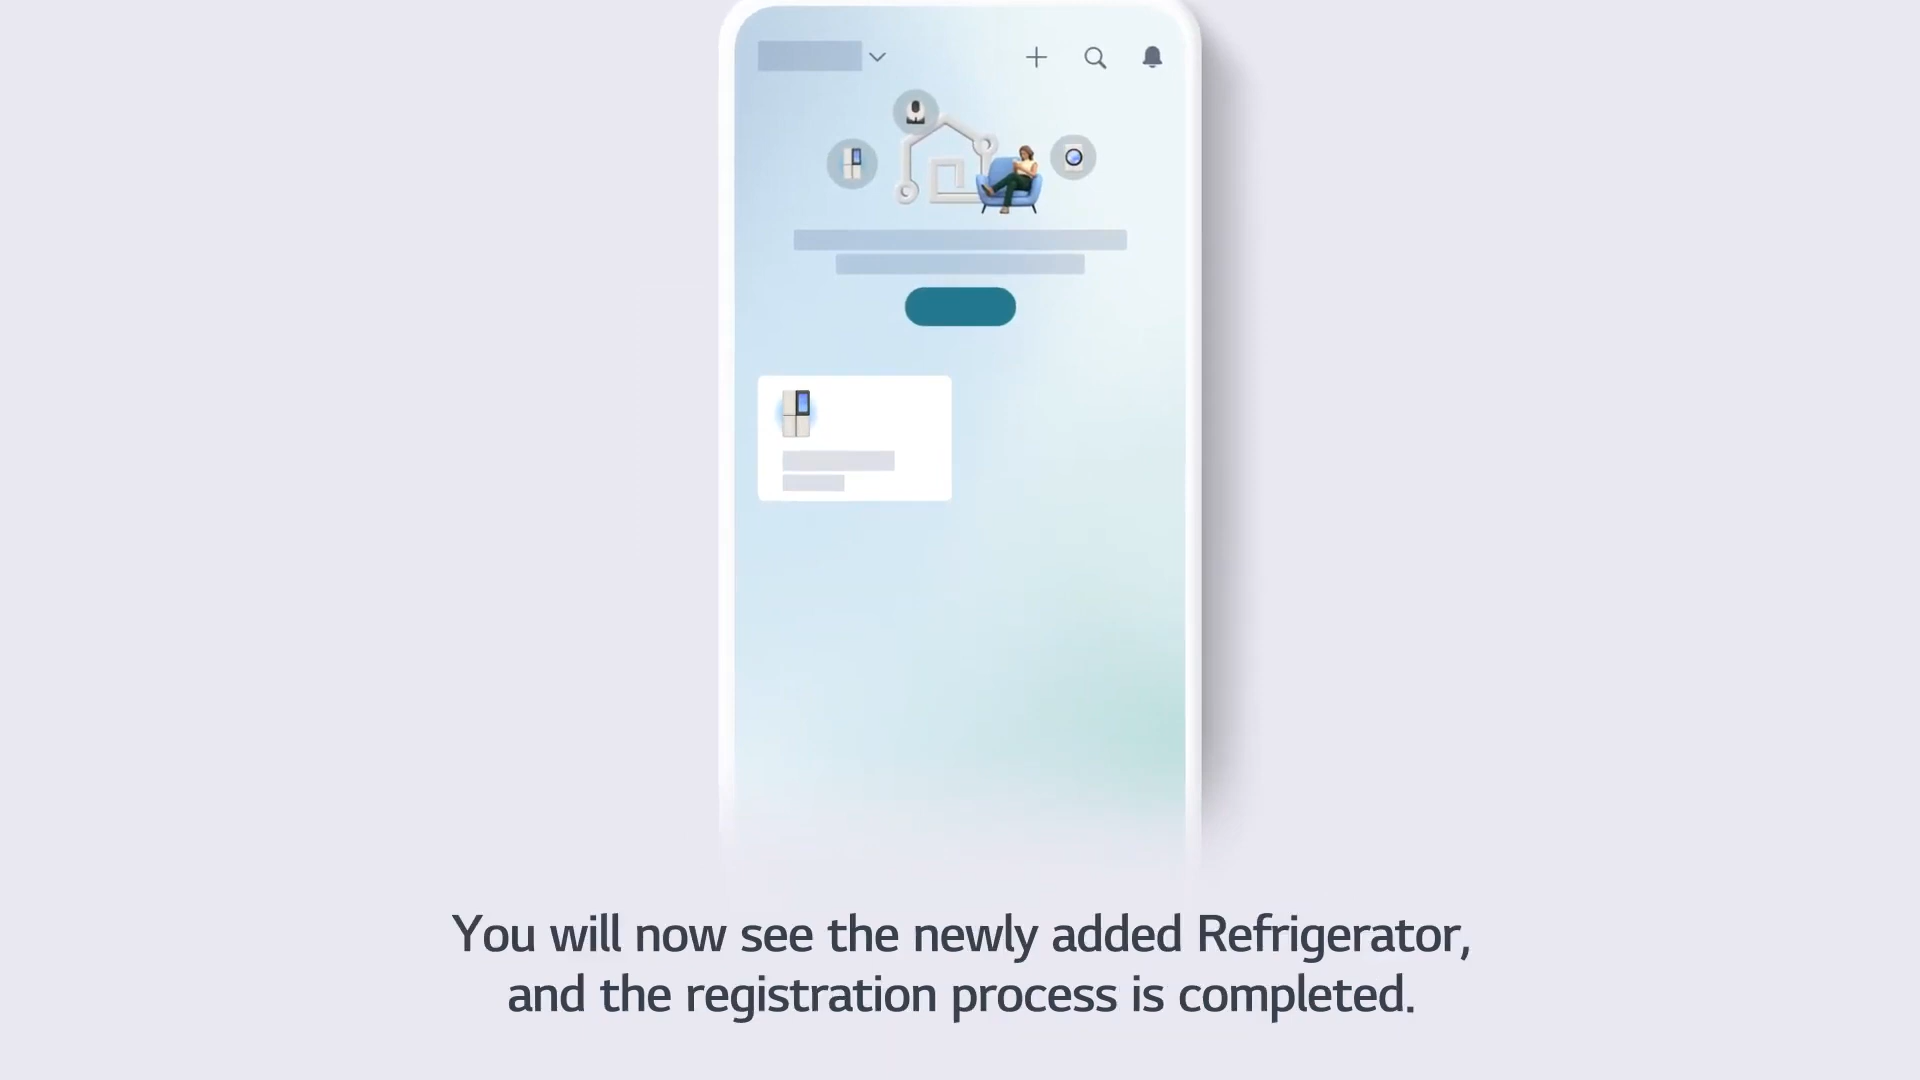 You will now see the newly added Refrigerator,
and the registration process is completed.